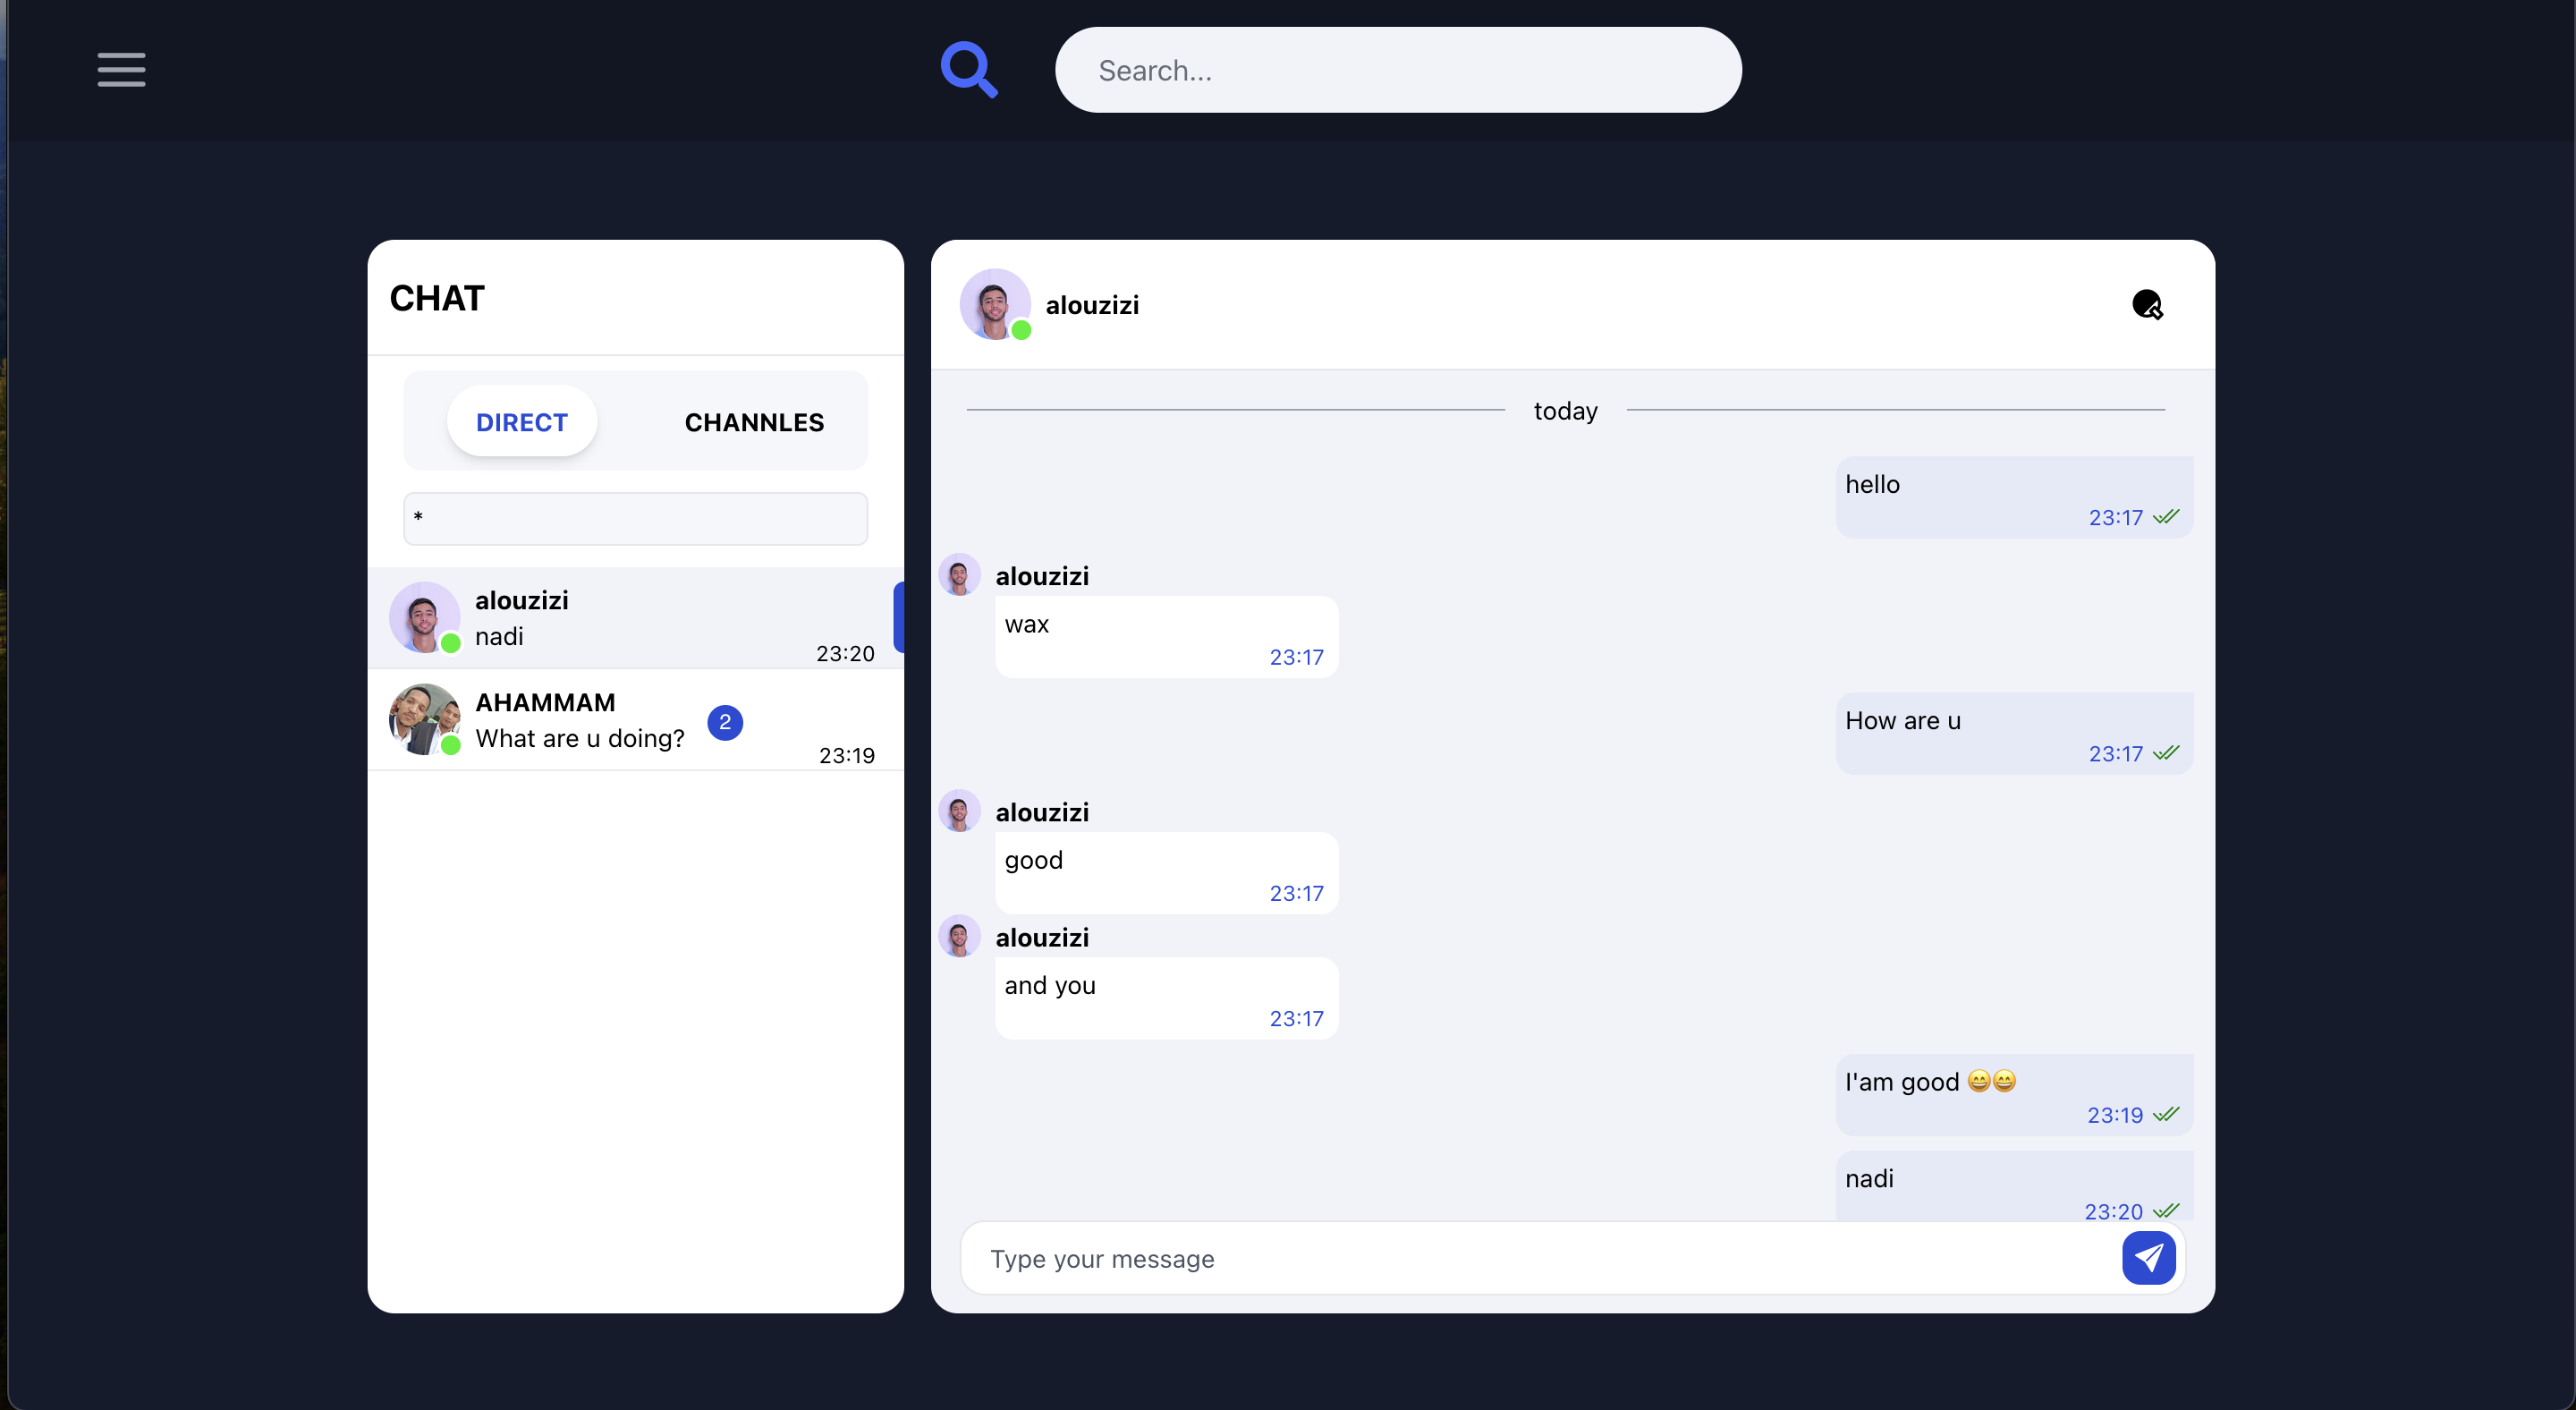 Search...
CHAT
DIRECT
CHANNLES
*
alouzizi
nadi
23:20
AHAMMAM
What are u doing?
2
23:19
alouzizi
today
hello
23:17
alouzizi
wax
23:17
How are u
23:17
alouzizi
good
23:17
alouzizi
and you
23:17
I'am good 😄😄
23:19
nadi
23:20
Type your message